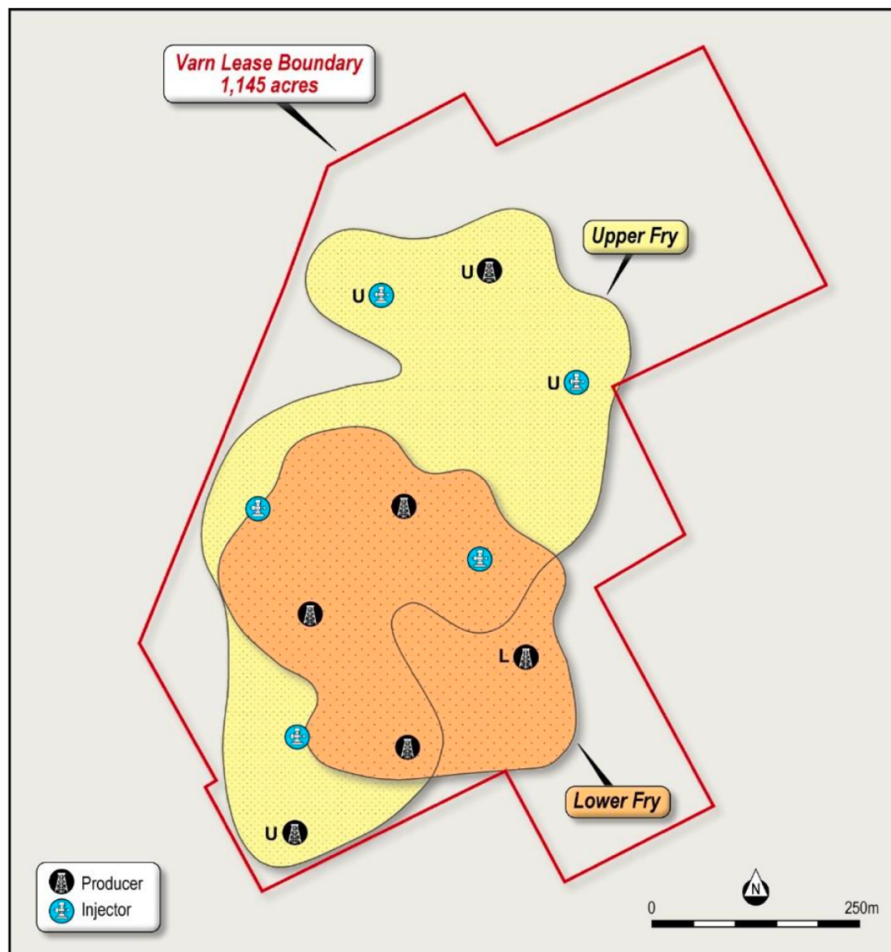 Varn Lease Boundary
1,145 acres
Upper Fry
U
U
U
L
Lower Fry
U
Producer
Injector
N
0
250m